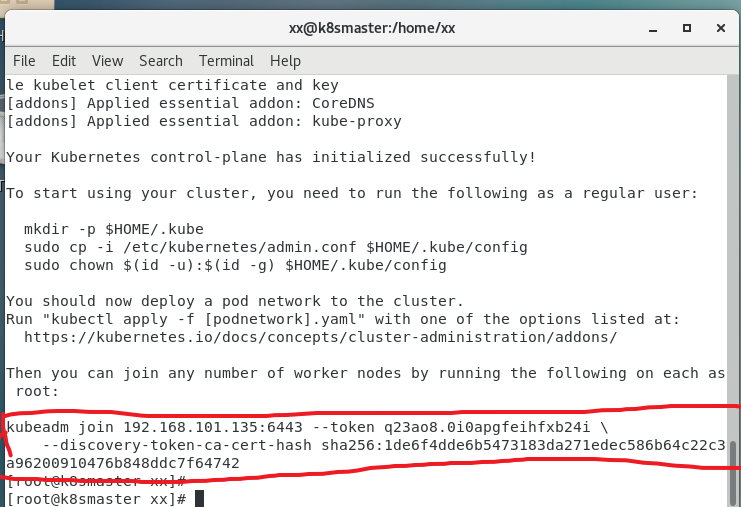 xx@k8smaster:/home/xx
File Edit View Search Terminal Help
le kubelet client certificate and key
[addons] Applied essential addon: CoreDNS
[addons] Applied essential addon: kube-proxy
Your Kubernetes control-plane has initialized successfully!
To start using your cluster, you need to run the following as a regular user:
mkdir -p $HOME/.kube
sudo cp -i /etc/kubernetes/admin.conf $HOME/.kube/config
sudo chown $(id -u):$(id -g) $HOME/.kube/config
You should now deploy a pod network to the cluster.
Run "kubectl apply -f [podnetwork].yaml" with one of the options listed at:
https://kubernetes.io/docs/concepts/cluster-administration/addons/
Then you can join any number of worker nodes by running the following on each as
root:
kubeadm join 192.168.101.135:6443 --token q23ao8.0i0apgfeihfxb24i \
--discovery-token-ca-cert-hash sha256:1de6f4dde6b5473183da271edec586b64c22c3
a96200910476b848ddc7f64742
[root@k8smaster xx]#
[root@k8smaster xx]#